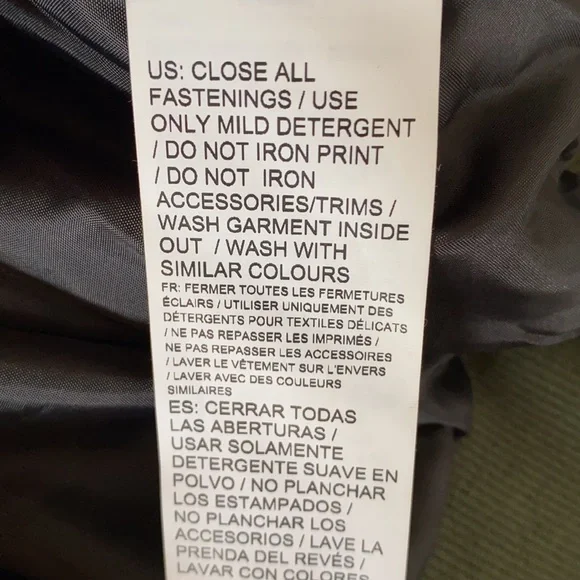 US: CLOSE ALL
FASTENINGS / USE
ONLY MILD DETERGENT
/ DO NOT IRON PRINT
/ DO NOT IRON
ACCESSORIES/TRIMS /
WASH GARMENT INSIDE
OUT / WASH WITH
SIMILAR COLOURS
FR: FERMER TOUTES LES FERMETURES
ÉCLAIRS / UTILISER UNIQUEMENT DES
DÉTERGENTS POUR TEXTILES DÉLICATS
/ NE PAS REPASSER LES IMPRIMÉS /
NE PAS REPASSER LES ACCESSOIRES
/ LAVER LE VÊTEMENT SUR L'ENVERS
/ LAVER AVEC DES COULEURS
SIMILAIRES
ES: CERRAR TODAS
LAS ABERTURAS /
USAR SOLAMENTE
DETERGENTE SUAVE EN
POLVO / NO PLANCHAR
LOS ESTAMPADOS /
NO PLANCHAR LOS
ACCESORIOS / LAVE LA
PRENDA DEL REVÉS /
LAVAR CON COLORES